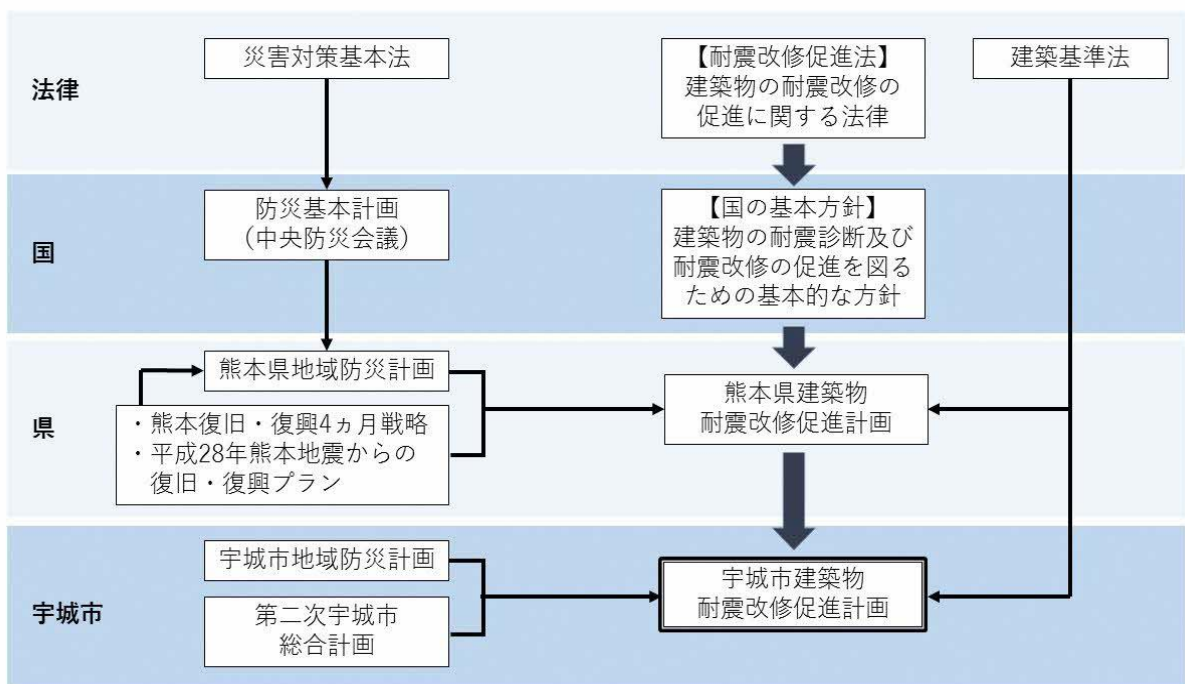 法律
災害対策基本法
【耐震改修促進法】
建築物の耐震改修の
促進に関する法律
建築基準法
国
防災基本計画
（中央防災会議）
【国の基本方針】
建築物の耐震診断及び
耐震改修の促進を図る
ための基本的な方針
県
熊本県地域防災計画
・熊本復旧・復興4ヵ月戦略
・平成28年熊本地震からの
復旧・復興プラン
熊本県建築物
耐震改修促進計画
宇城市
宇城市地域防災計画
第二次宇城市
総合計画
宇城市建築物
耐震改修促進計画